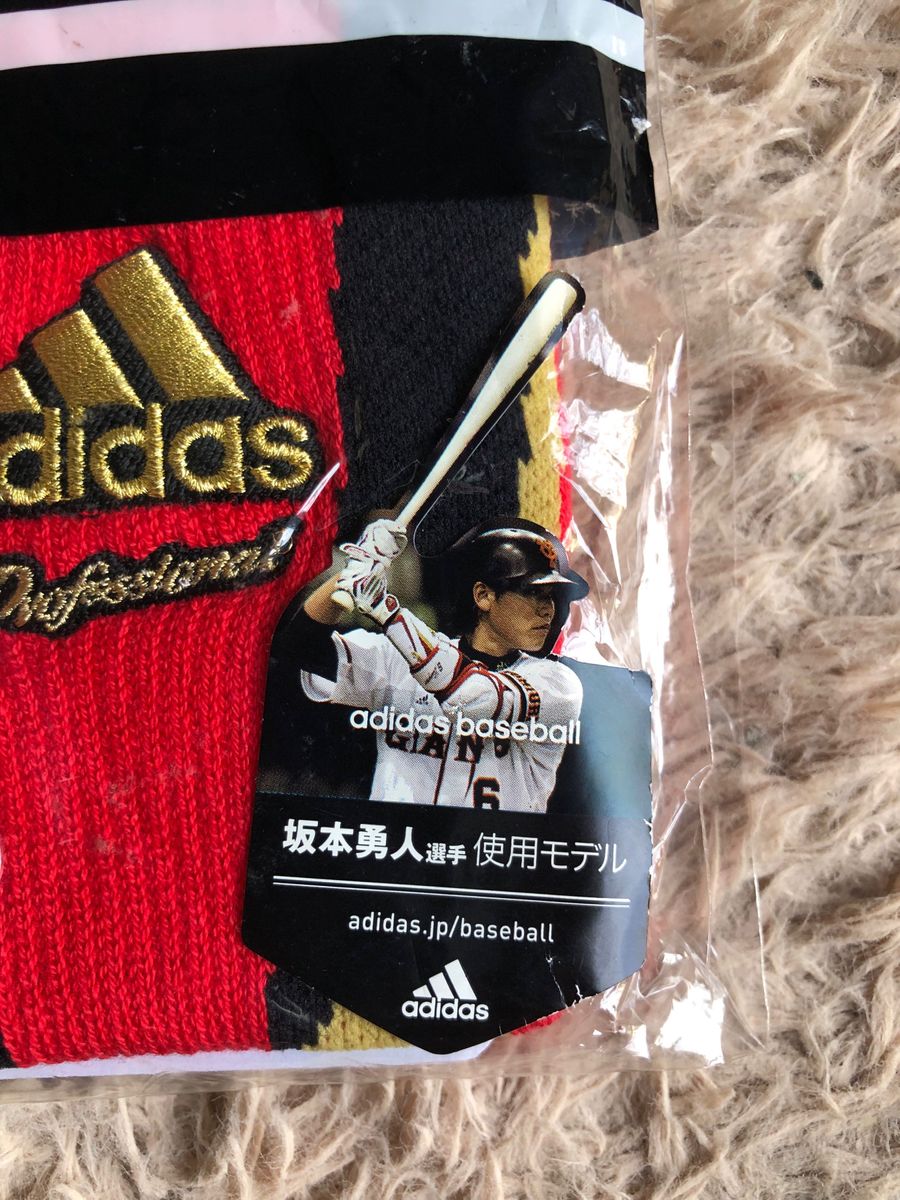 adidas
Professional
adidas baseball
GIANTS
6
坂本勇人選手 使用モデル
adidas.jp/baseball
adidas